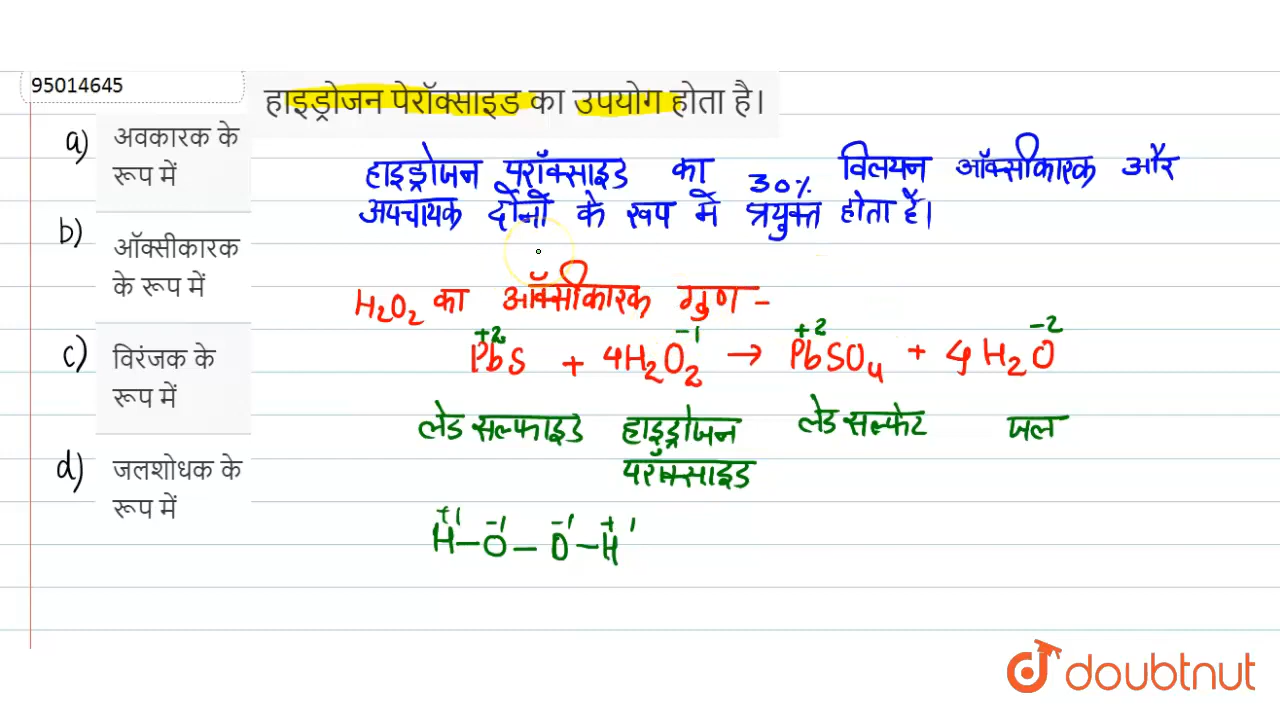 95014645
हाइड्रोजन पेरॉक्साइड का उपयोग होता है।
a) अवकारक के
रूप में
b) ऑक्सीकारक
के रूप में
c) विरंजक के
रूप में
d) जलशोधक के
रूप में
हाइड्रोजन परॉक्साइड का 30% विलयन ऑक्सीकारक और
अपचायक दोनों के रूप में प्रयुक्त होता है।
H2O2 का ऑक्सीकारक गुण –
+2 -1 +2 -2
PbS + 4H2O2 → PbSO4 + 4H2O
लेड सल्फाइड हाइड्रोजन लेड सल्फेट जल
परॉक्साइड
+1 -1 -1 +1
H – O – O – H
doubtnut